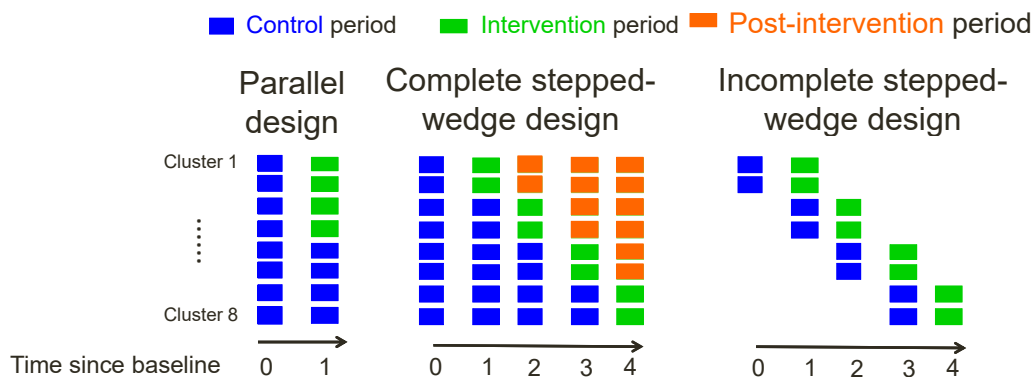 Control period Intervention period Post-intervention period
Parallel design
Complete stepped-
wedge design
Incomplete stepped-
wedge design
Cluster 1
......
Cluster 8
Time since baseline
0 1
0 1 2 3 4
0 1 2 3 4